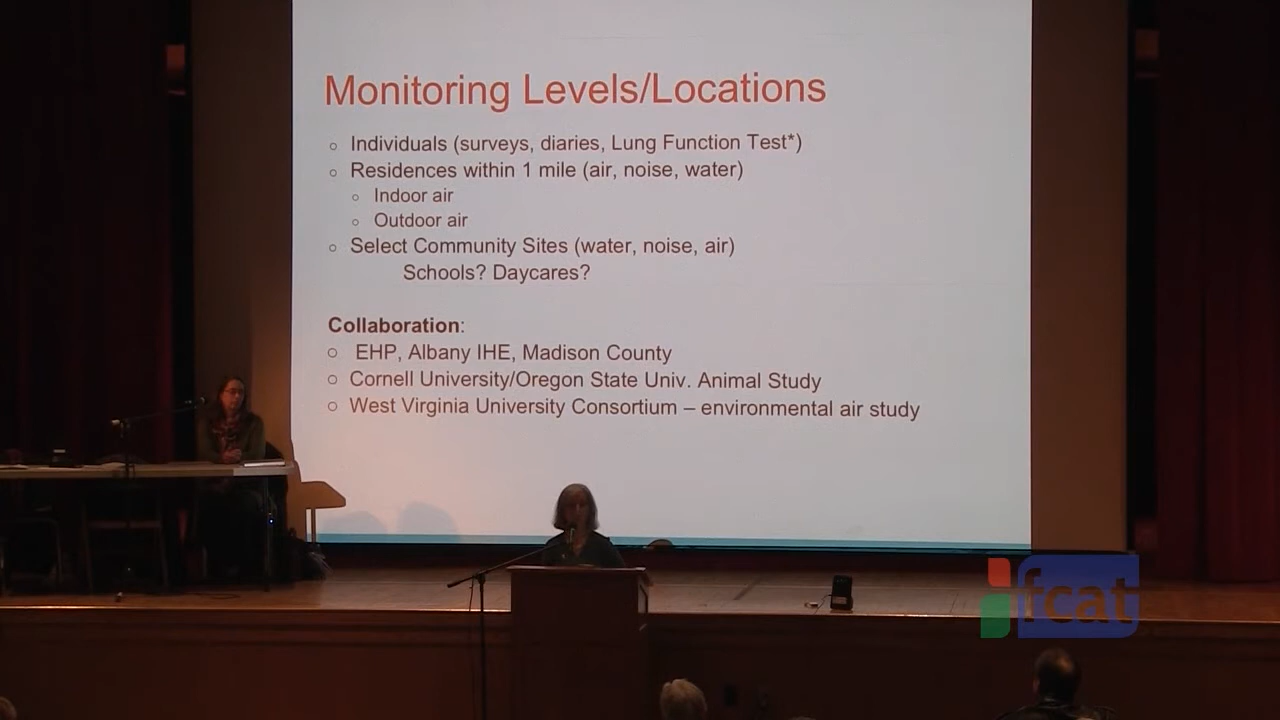 Monitoring Levels/Locations
○ Individuals (surveys, diaries, Lung Function Test*)
○ Residences within 1 mile (air, noise, water)
○ Indoor air
○ Outdoor air
○ Select Community Sites (water, noise, air)
Schools? Daycares?
Collaboration:
○ EHP, Albany IHE, Madison County
○ Cornell University/Oregon State Univ. Animal Study
○ West Virginia University Consortium – environmental air study
fcat